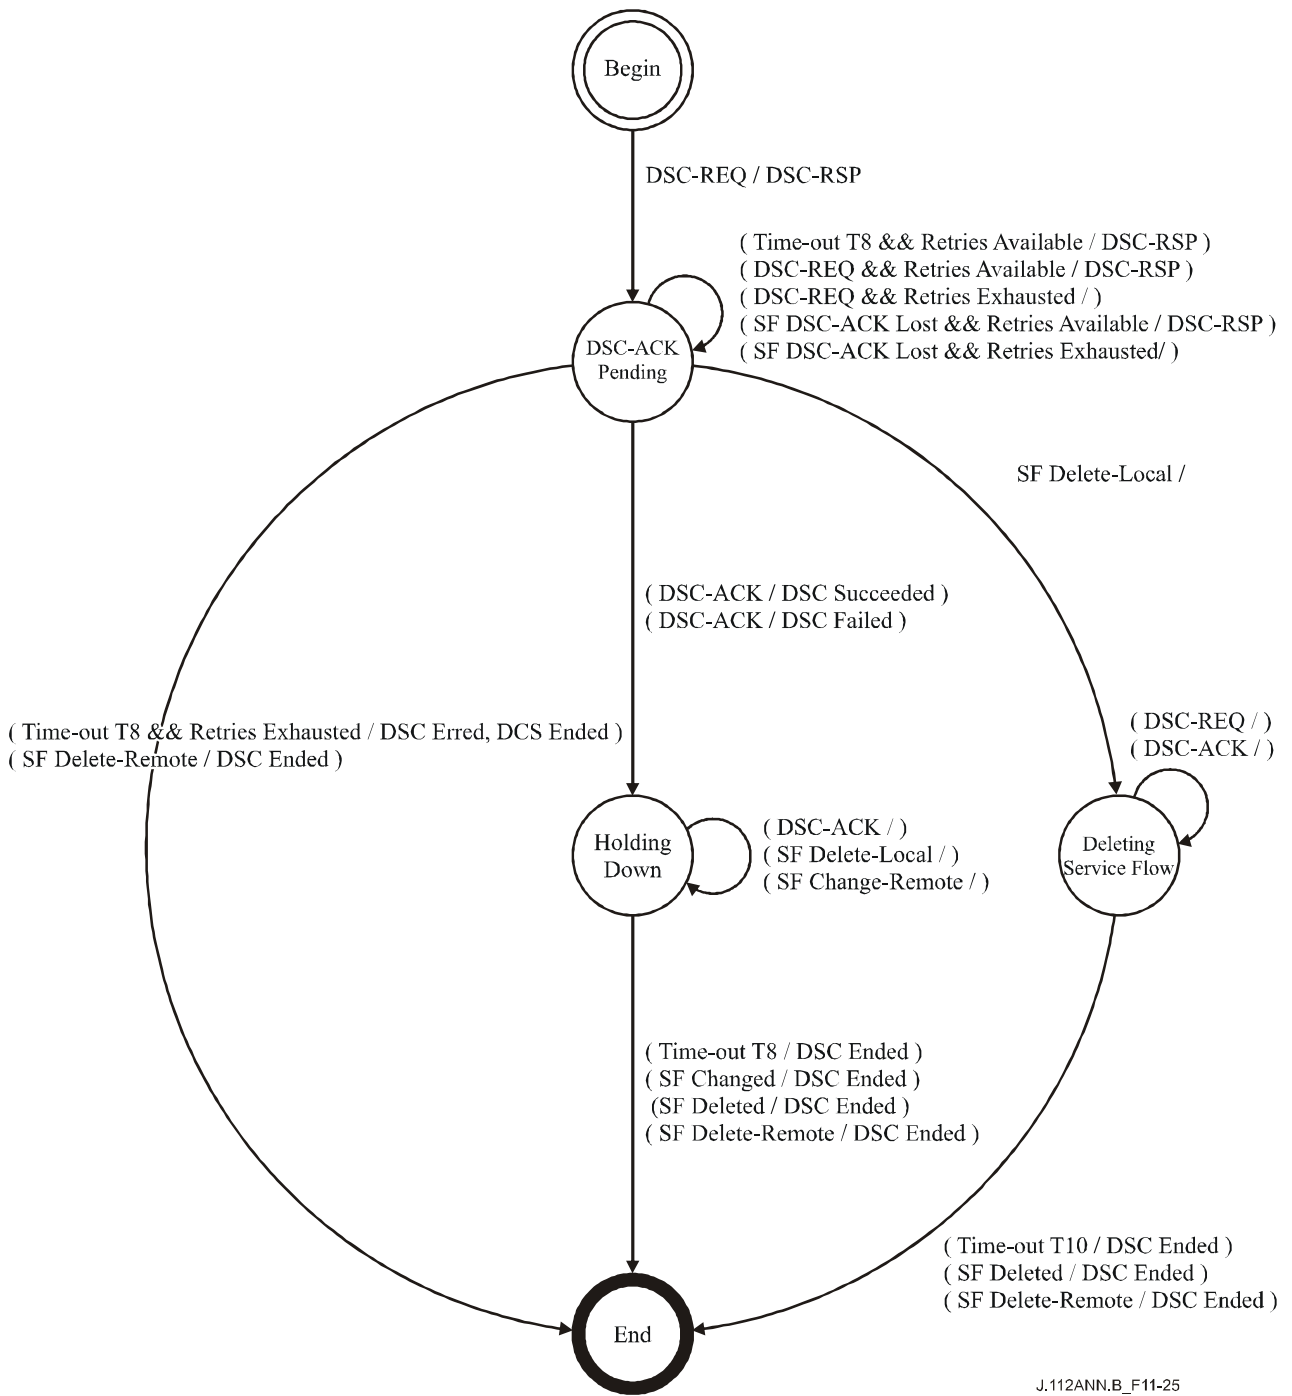 Begin
DSC-REQ / DSC-RSP
( Time-out T8 && Retries Available / DSC-RSP )
( DSC-REQ && Retries Available / DSC-RSP )
( DSC-REQ && Retries Exhausted / )
( SF DSC-ACK Lost && Retries Available / DSC-RSP )
( SF DSC-ACK Lost && Retries Exhausted/ )
DSC-ACK
Pending
SF Delete-Local /
( DSC-ACK / DSC Succeeded )
( DSC-ACK / DSC Failed )
( Time-out T8 && Retries Exhausted / DSC Erred, DCS Ended )
( SF Delete-Remote / DSC Ended )
( DSC-REQ / )
( DSC-ACK / )
Holding
Down
( DSC-ACK / )
( SF Delete-Local / )
( SF Change-Remote / )
Deleting
Service Flow
( Time-out T8 / DSC Ended )
( SF Changed / DSC Ended )
(SF Deleted / DSC Ended )
( SF Delete-Remote / DSC Ended )
( Time-out T10 / DSC Ended )
( SF Deleted / DSC Ended )
( SF Delete-Remote / DSC Ended )
End
J.112ANN.B_F11-25